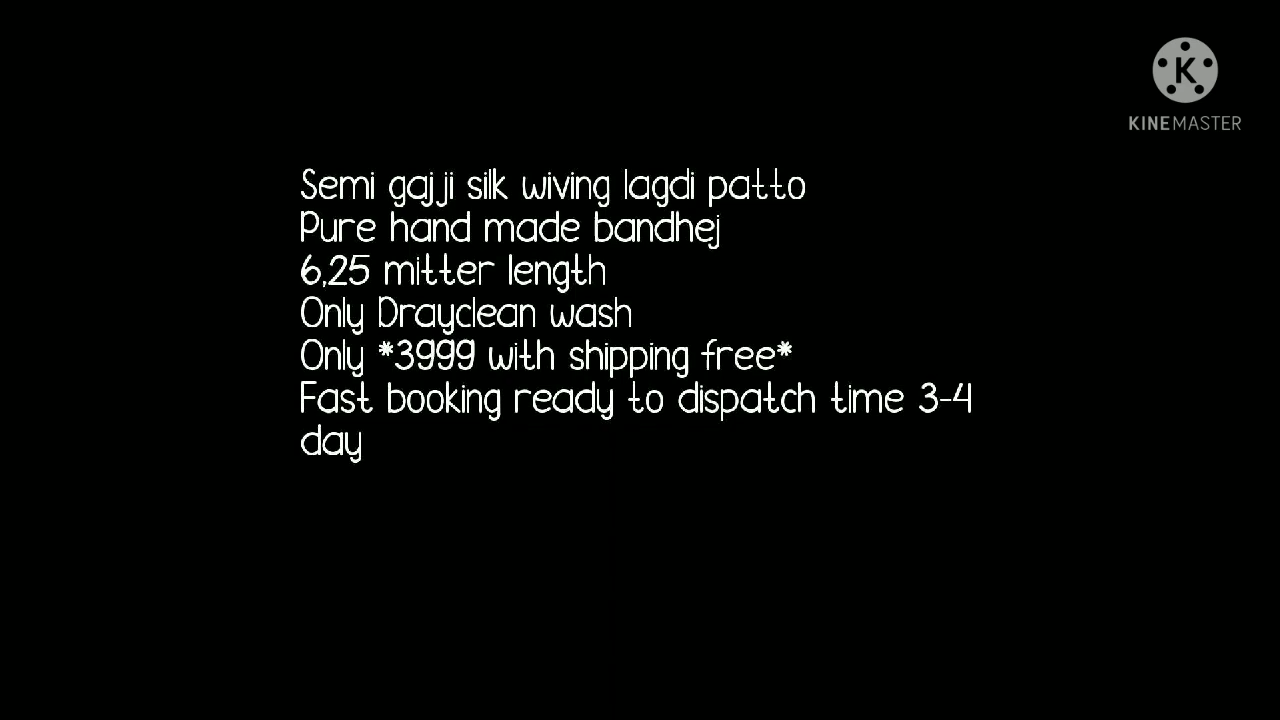 KINEMASTER
Semi gajji silk wiving lagdi patto
Pure hand made bandhej
6,25 mitter length
Only Drayclean wash
Only *3999 with shipping free*
Fast booking ready to dispatch time 3-4
day